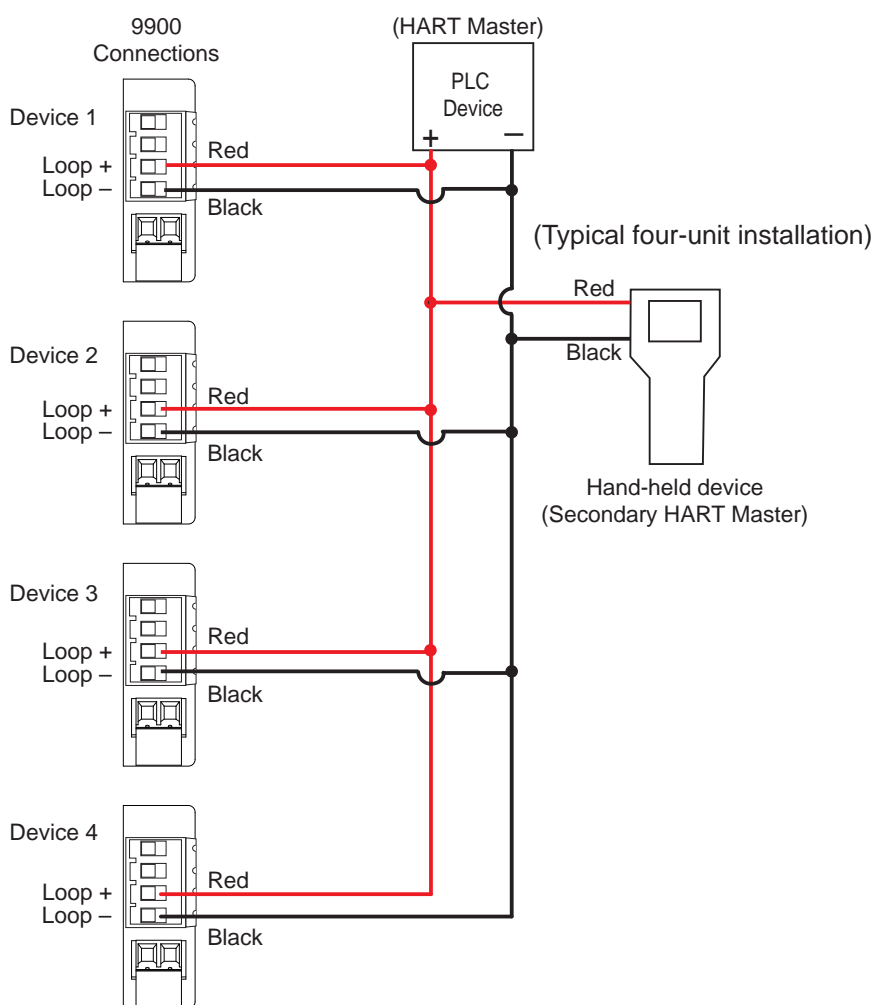 9900
Connections
(HART Master)
PLC
Device
+ –
Device 1
Red
Loop +
Loop –
Black
(Typical four-unit installation)
Red
Black
Hand-held device
(Secondary HART Master)
Device 2
Red
Loop +
Loop –
Black
Device 3
Red
Loop +
Loop –
Black
Device 4
Red
Loop +
Loop –
Black